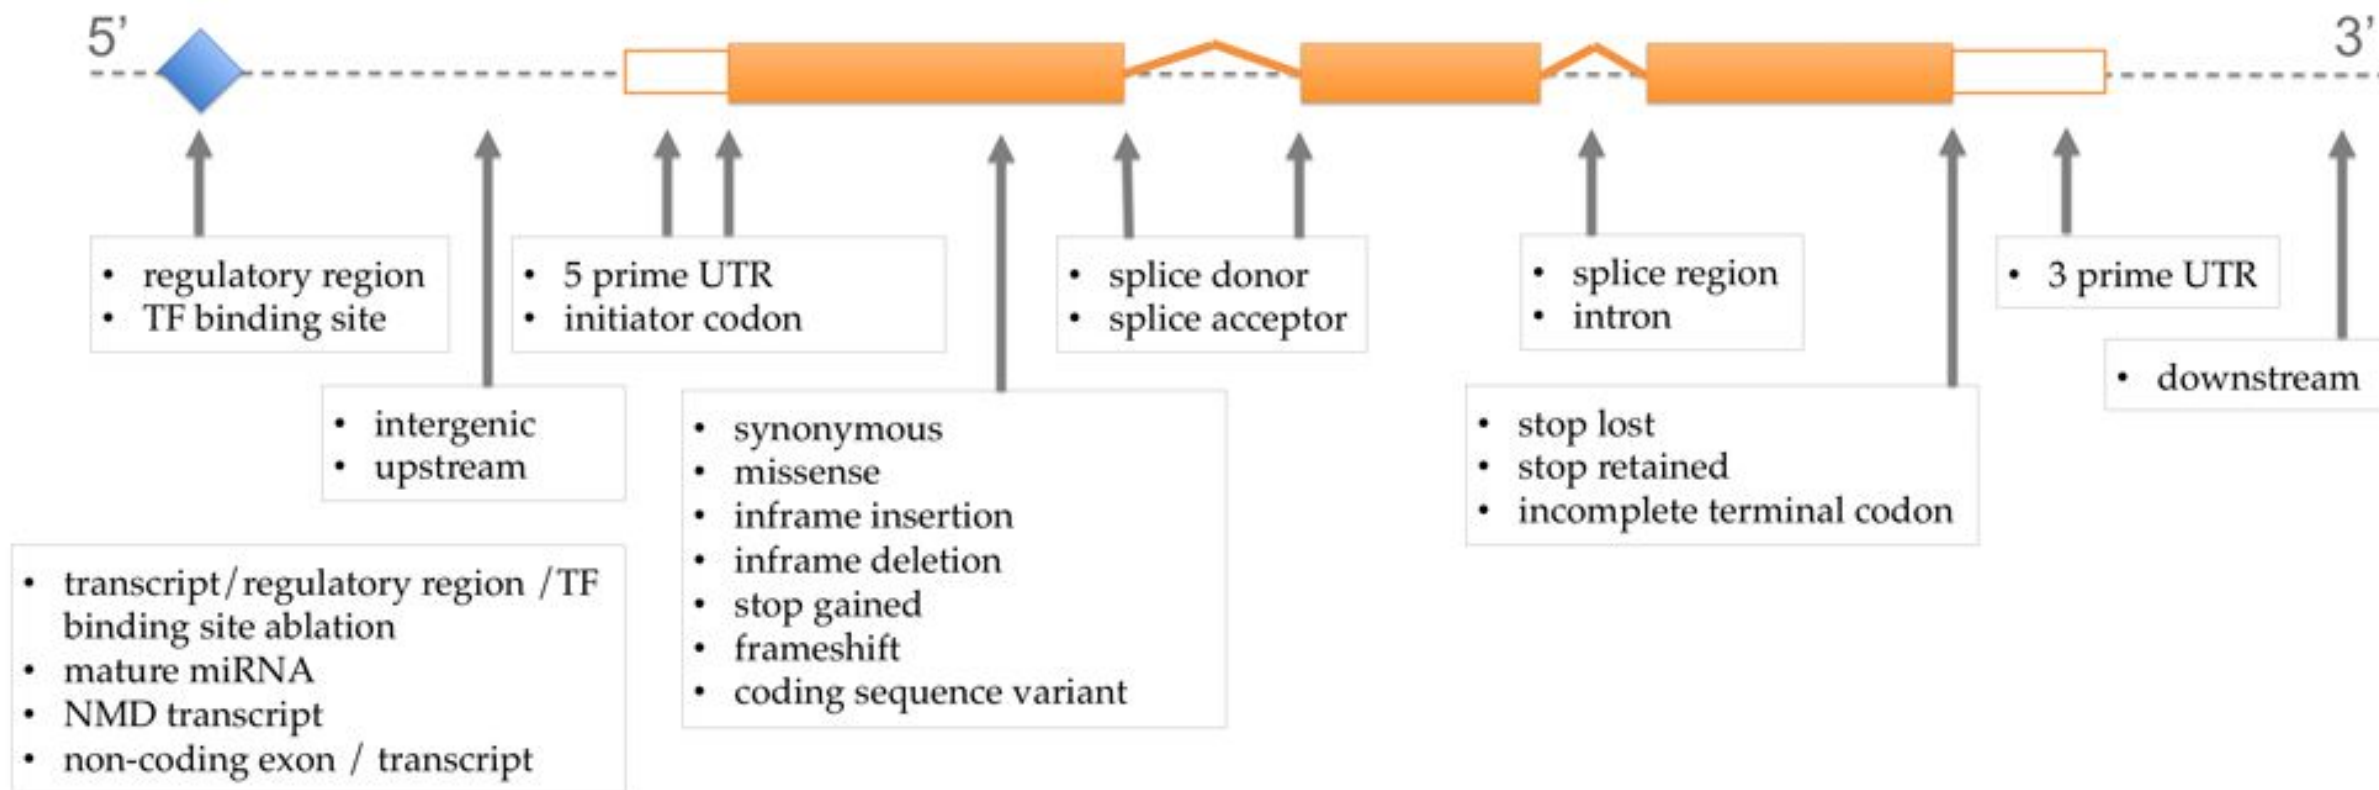 5’
3’
• regulatory region
• TF binding site
• intergenic
• upstream
• 5 prime UTR
• initiator codon
• synonymous
• missense
• inframe insertion
• inframe deletion
• stop gained
• frameshift
• coding sequence variant
• splice donor
• splice acceptor
• splice region
• intron
• stop lost
• stop retained
• incomplete terminal codon
• 3 prime UTR
• downstream
• transcript/regulatory region /TF
binding site ablation
• mature miRNA
• NMD transcript
• non-coding exon / transcript